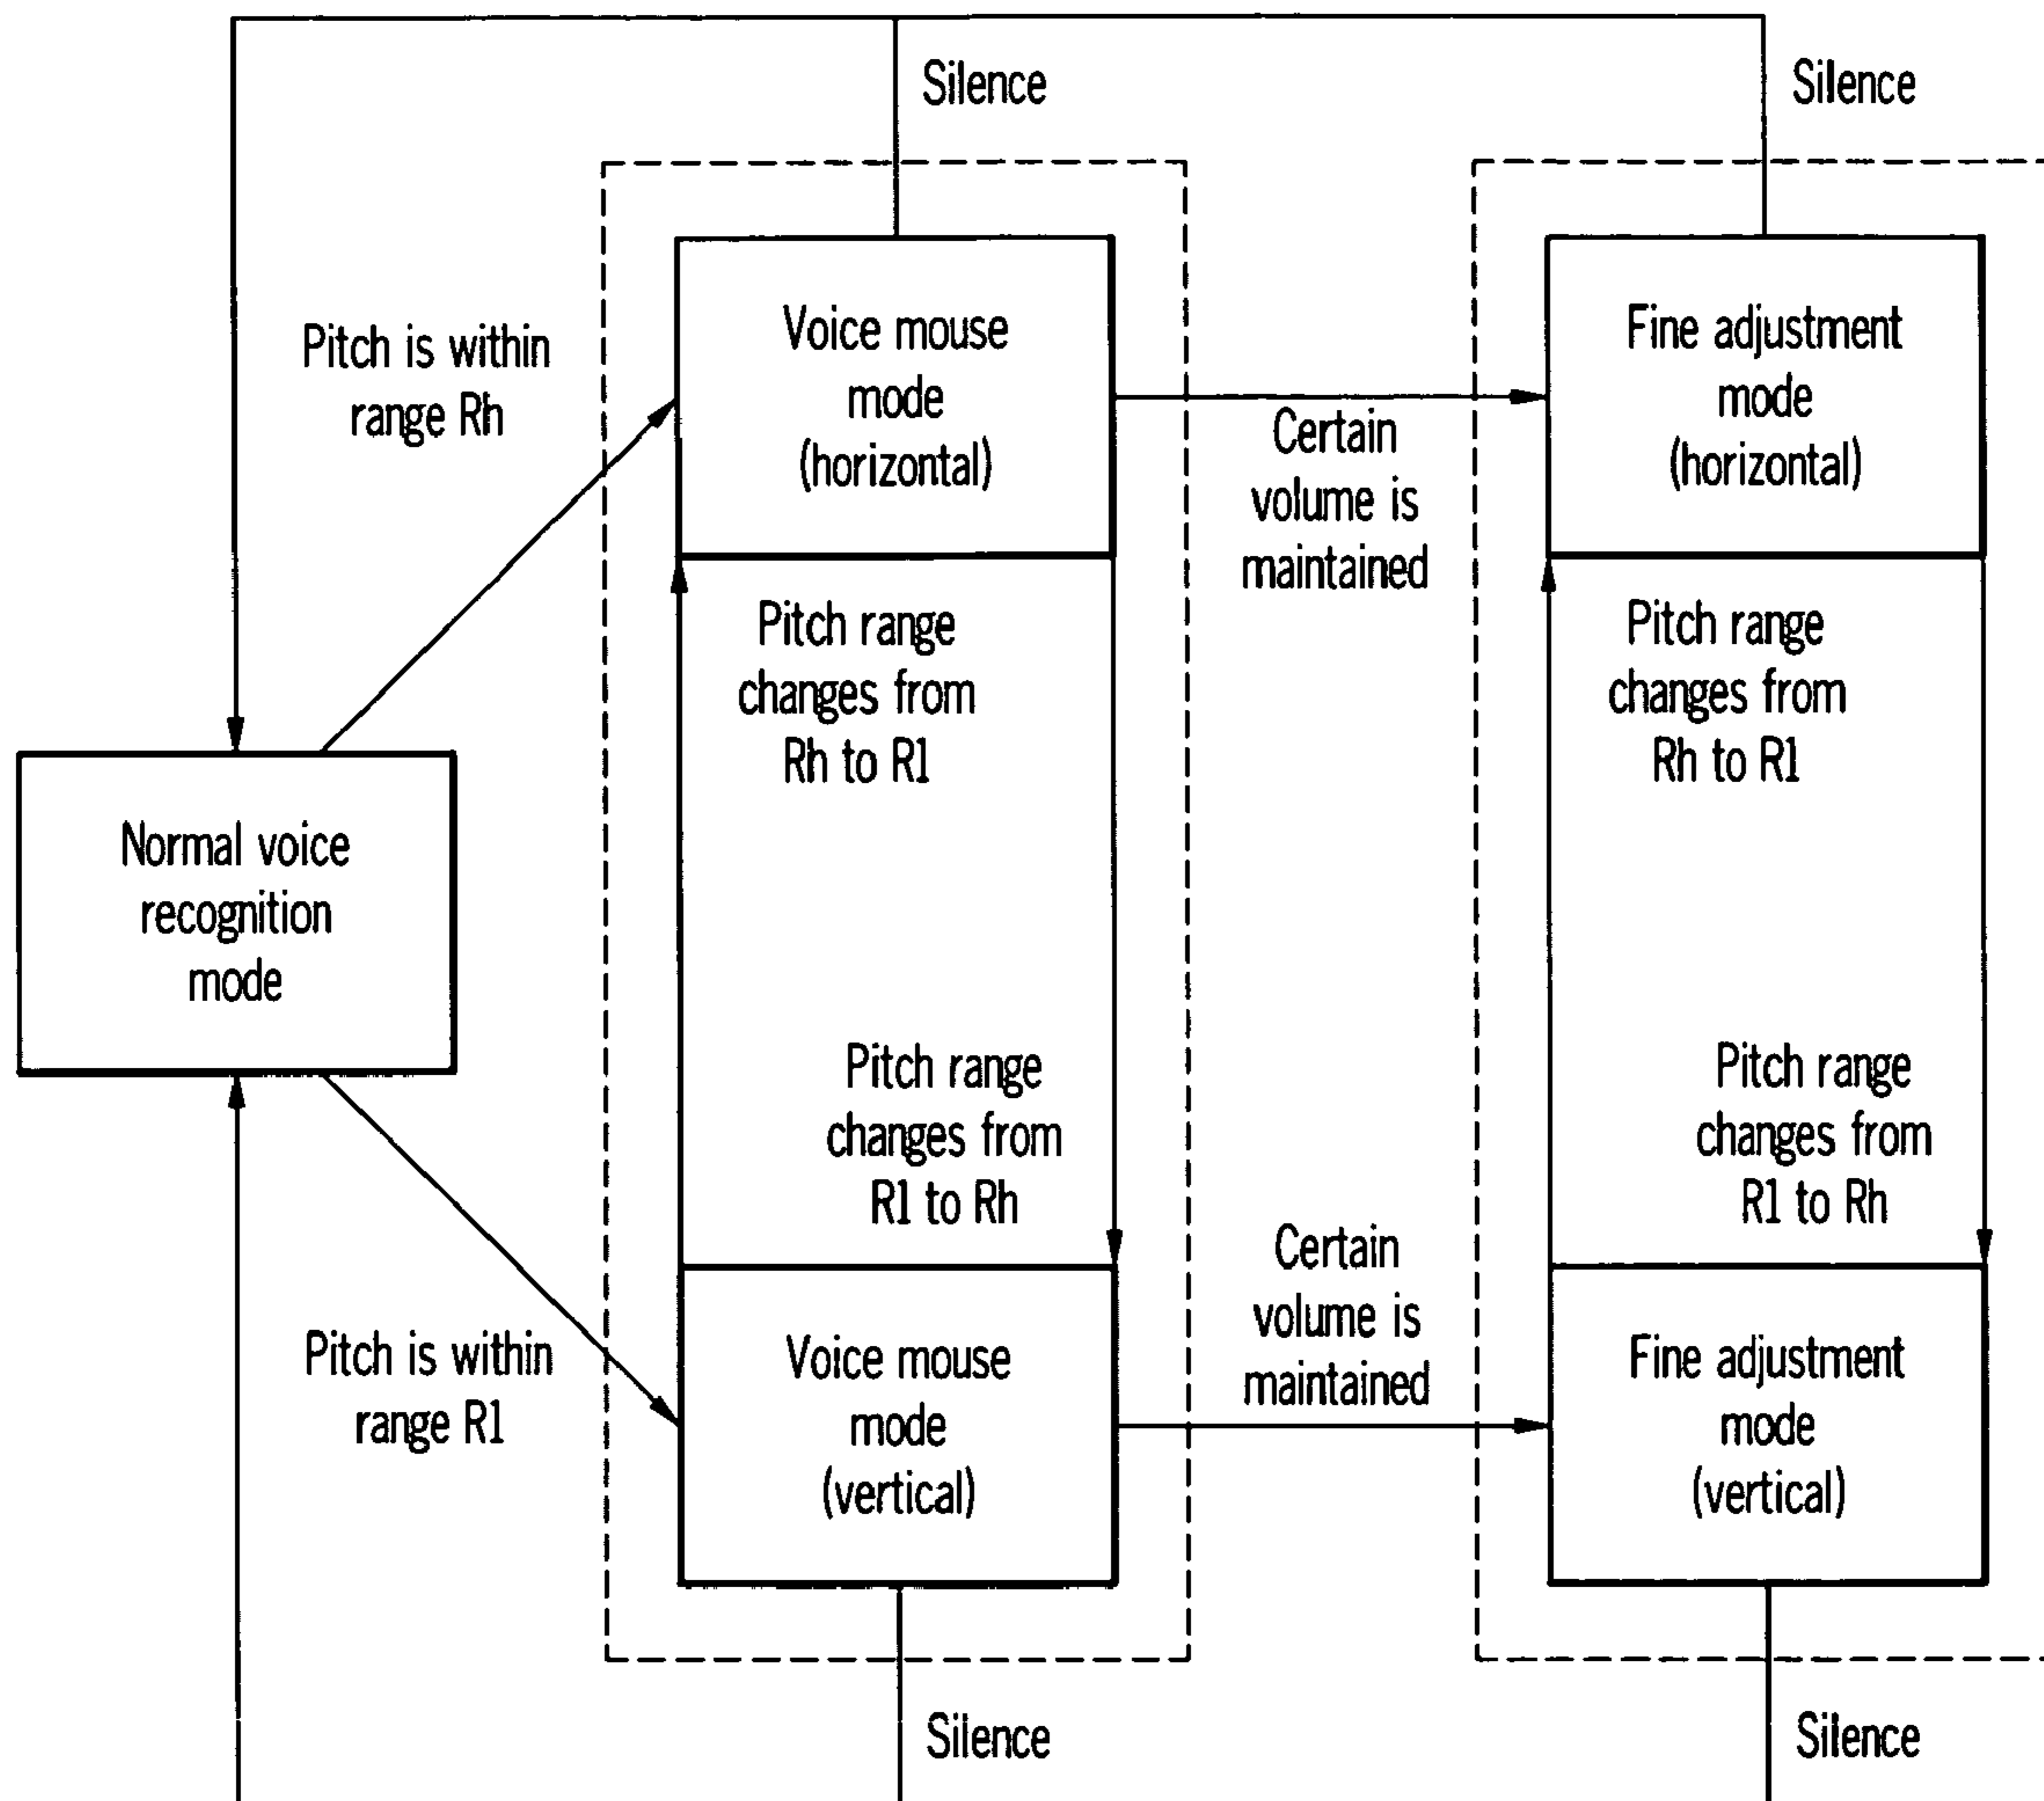 Silence
Silence
Pitch is within
range Rh
Voice mouse
mode
(horizontal)
Certain
volume is
maintained
Fine adjustment
mode
(horizontal)
Pitch range
changes from
Rh to R1
Pitch range
changes from
Rh to R1
Normal voice
recognition
mode
Pitch range
changes from
R1 to Rh
Pitch range
changes from
R1 to Rh
Pitch is within
range R1
Voice mouse
mode
(vertical)
Certain
volume is
maintained
Fine adjustment
mode
(vertical)
Silence
Silence